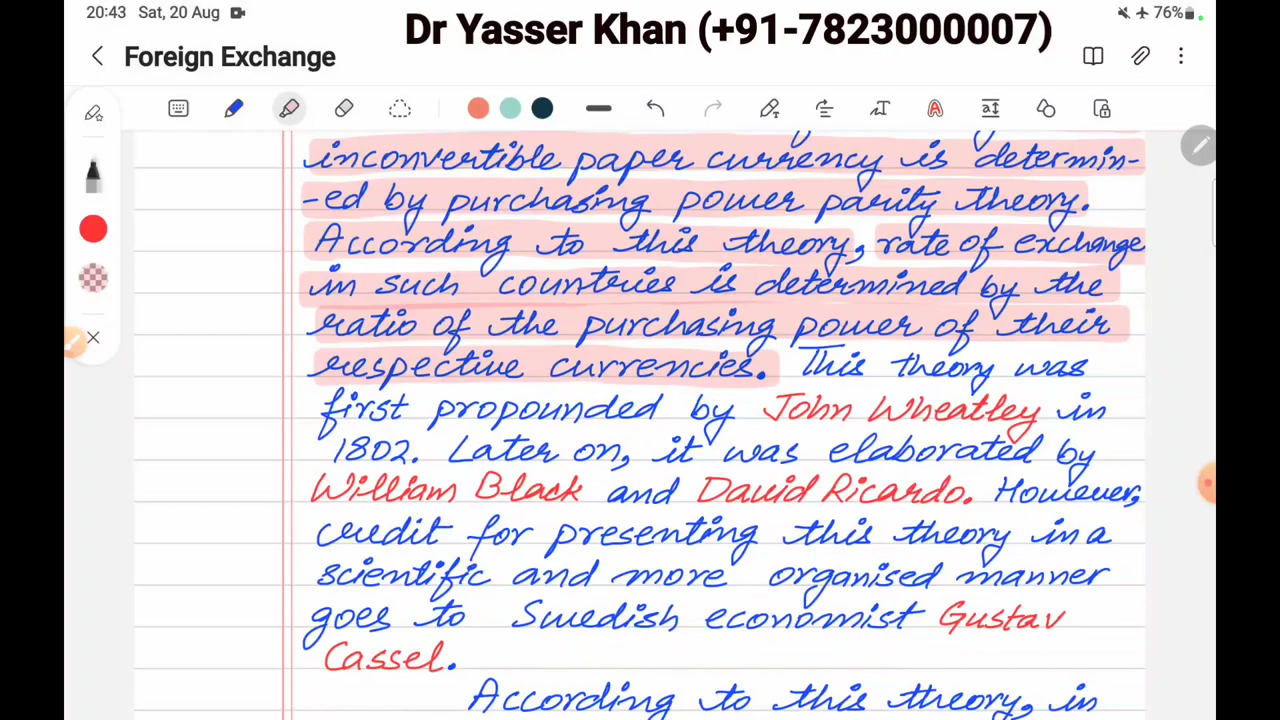 20:43 Sat, 20 Aug
Dr Yasser Khan (+91-7823000007)
76%
Foreign Exchange
inconvertible paper currency is determin-
-ed by purchasing power parity theory.
According to this theory, rate of exchange
in such countries is determined by the
ratio of the purchasing power of their
respective currencies. This theory was
first propounded by John Wheatley in
1802. Later on, it was elaborated by
William Black and David Ricardo. However,
credit for presenting this theory in a
scientific and more organised manner
goes to Swedish economist Gustav
Cassel.
According to this theory, in